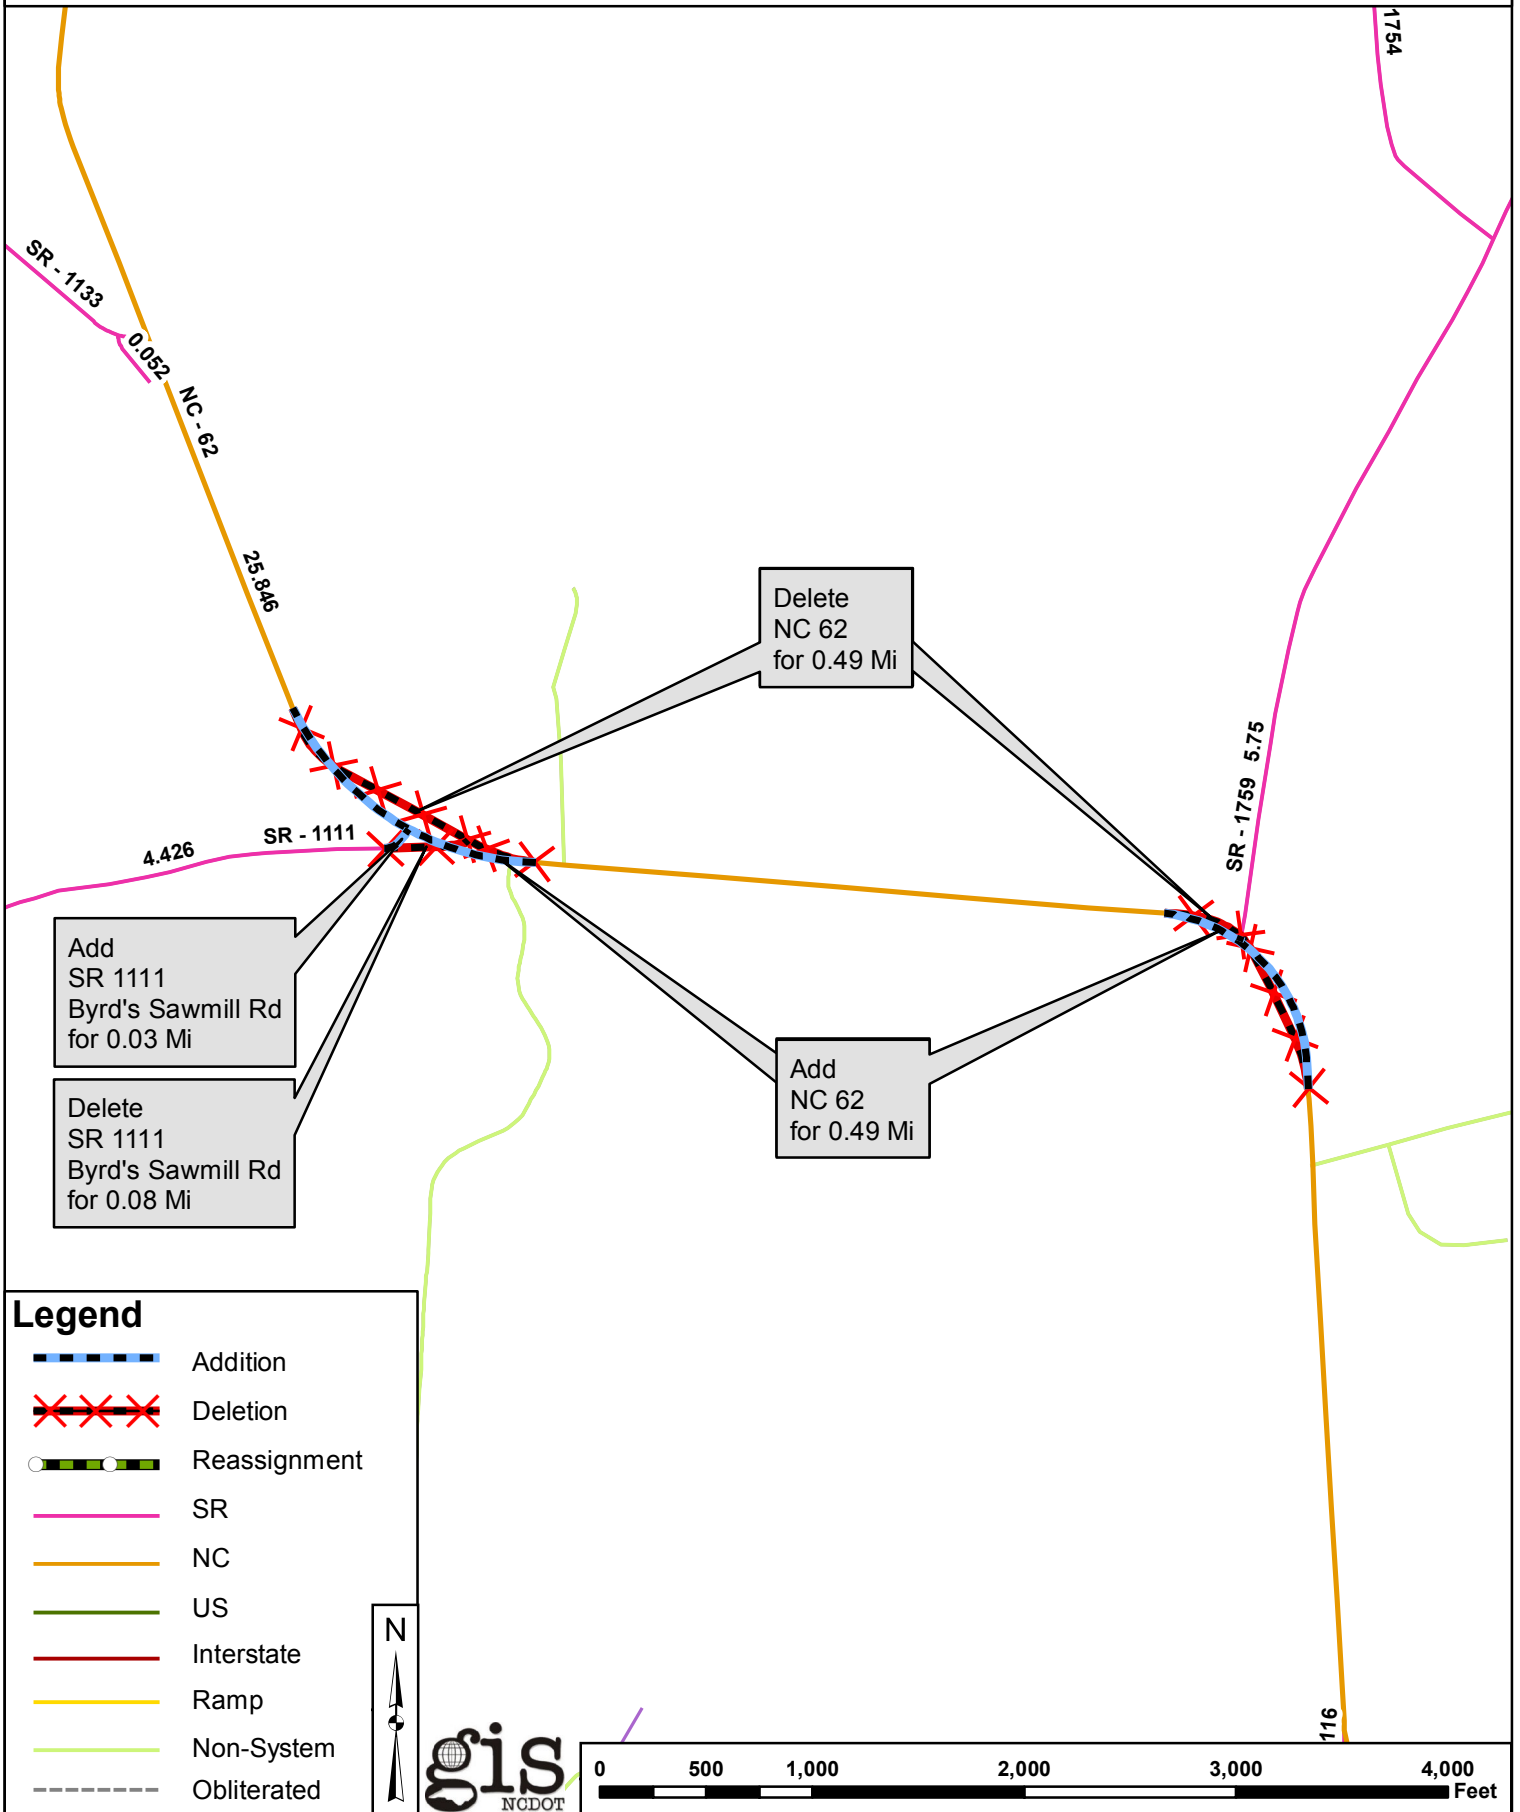 1754
SR - 1133
0.052
NC - 62
25.846
Delete
NC 62
for 0.49 Mi
SR - 1759 5.75
SR - 1111
4.426
Add
SR 1111
Byrd's Sawmill Rd
for 0.03 Mi
Delete
SR 1111
Byrd's Sawmill Rd
for 0.08 Mi
Add
NC 62
for 0.49 Mi
Legend
Addition
Deletion
Reassignment
SR
NC
US
Interstate
Ramp
Non-System
Obliterated
N
gis
NCDOT
116
0 500 1,000 2,000 3,000 4,000
Feet